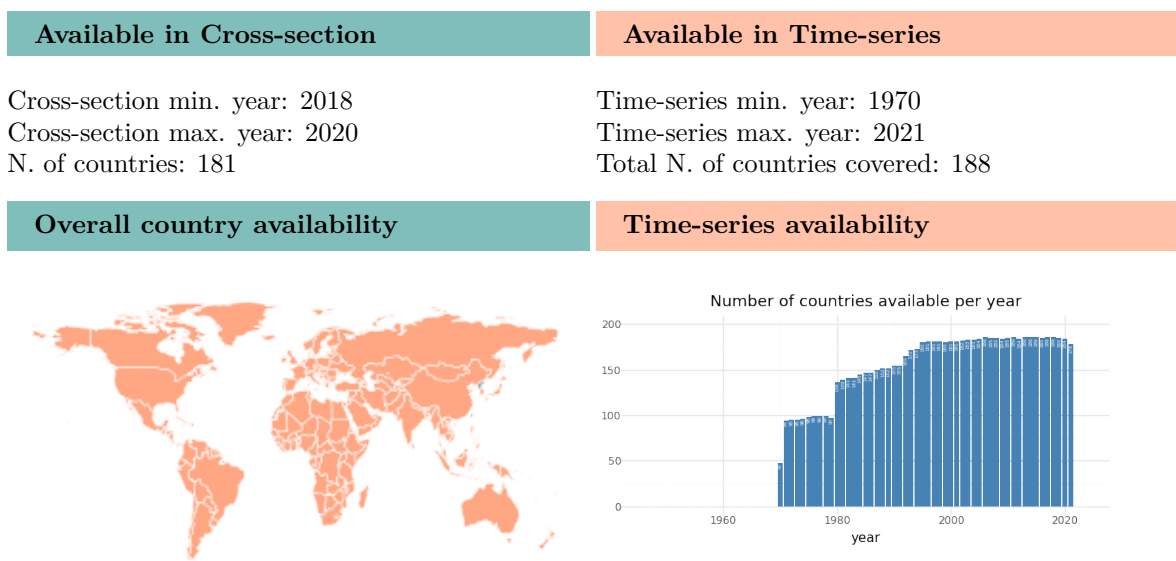 Available in Cross-section
Cross-section min. year: 2018
Cross-section max. year: 2020
N. of countries: 181
Available in Time-series
Time-series min. year: 1970
Time-series max. year: 2021
Total N. of countries covered: 188
Overall country availability
Time-series availability
Number of countries available per year
200
150
100
50
0
1960 1980 2000 2020
year